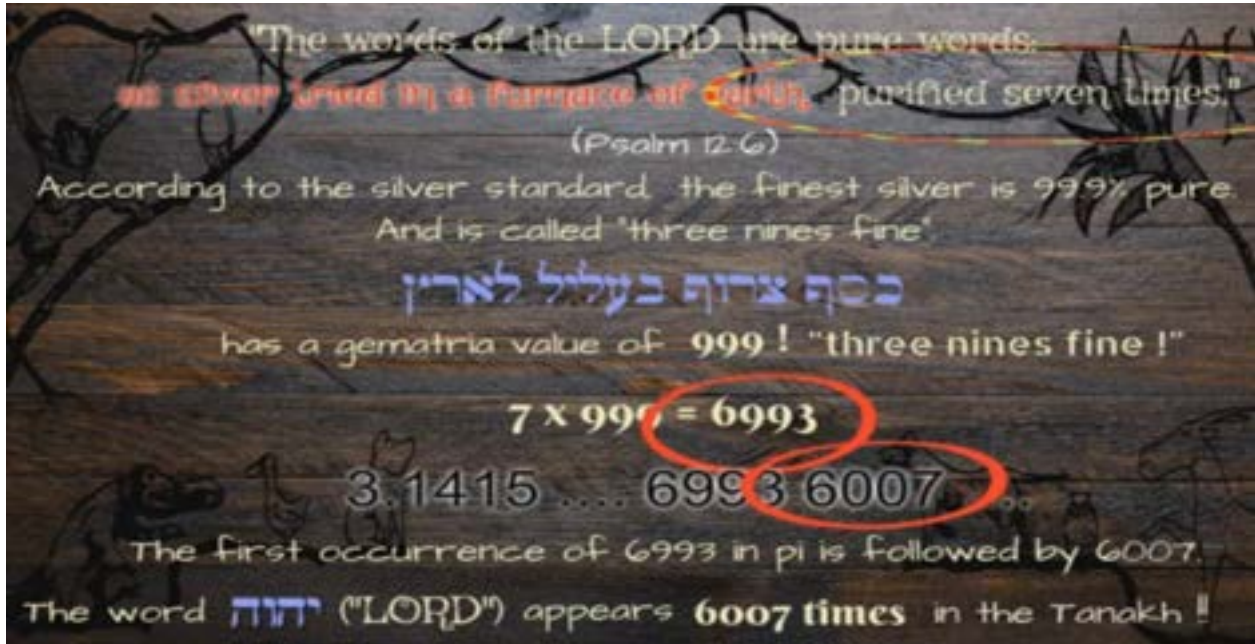 "The words of the LORD are pure words:
as silver tried in a furnace of earth, purified seven times."
(Psalm 12:6)
According to the silver standard, the finest silver is 99.9% pure.
And is called "three nines fine"
כסף צרוף בעליל לארץ
has a gematria value of 999 ! "three nines fine !"
7 x 999 = 6993
3.1415 .... 6993 6007 ...
The first occurrence of 6993 in pi is followed by 6007.
The word יהוה ("LORD") appears 6007 times in the Tanakh !!